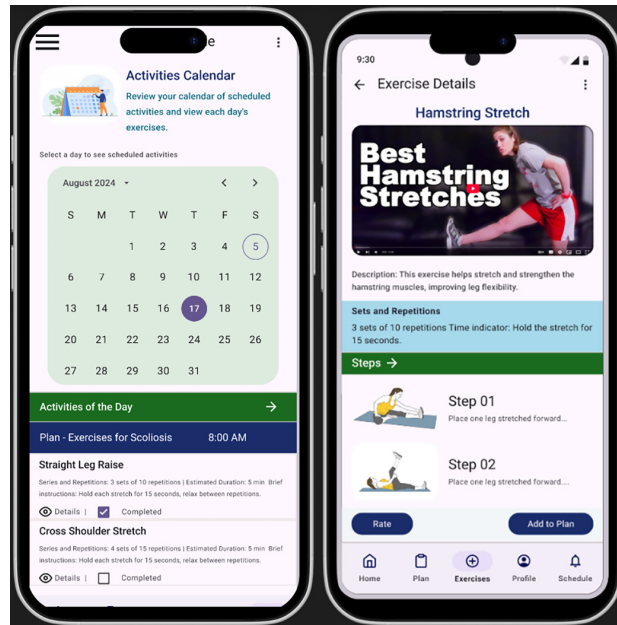 e
Activities Calendar
Review your calendar of scheduled
activities and view each day's
exercises.
Select a day to see scheduled activities
August 2024
S M T W T F S
1 2 3 4 5
6 7 8 9 10 11 12
13 14 15 16 17 18 19
20 21 22 23 24 25 26
27 28 29 30 31
Activities of the Day
Plan - Exercises for Scoliosis 8:00 AM
Straight Leg Raise
Series and Repetitions: 3 sets of 10 repetitions | Estimated Duration: 5 min Brief
instructions: Hold each stretch for 15 seconds, relax between repetitions.
Details | Completed
Cross Shoulder Stretch
Series and Repetitions: 4 sets of 15 repetitions | Estimated Duration: 5 min Brief
instructions: Hold each stretch for 15 seconds, relax between repetitions.
Details | Completed
9:30
Exercise Details
Hamstring Stretch
Best
Hamstring
Stretches
Description: This exercise helps stretch and strengthen the
hamstring muscles, improving leg flexibility.
Sets and Repetitions
3 sets of 10 repetitions Time indicator: Hold the stretch for
15 seconds.
Steps
Step 01
Place one leg stretched forward...
Step 02
Place one leg stretched forward....
Rate Add to Plan
Home Plan Exercises Profile Schedule